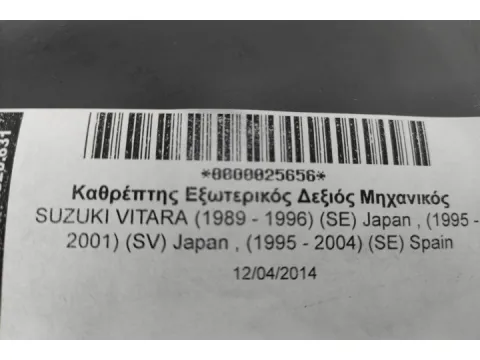 *0000025656*
Καθρέπτης Εξωτερικός Δεξιός Μηχανικός
SUZUKI VITARA (1989 - 1996) (SE) Japan , (1995 -
2001) (SV) Japan , (1995 - 2004) (SE) Spain
12/04/2014